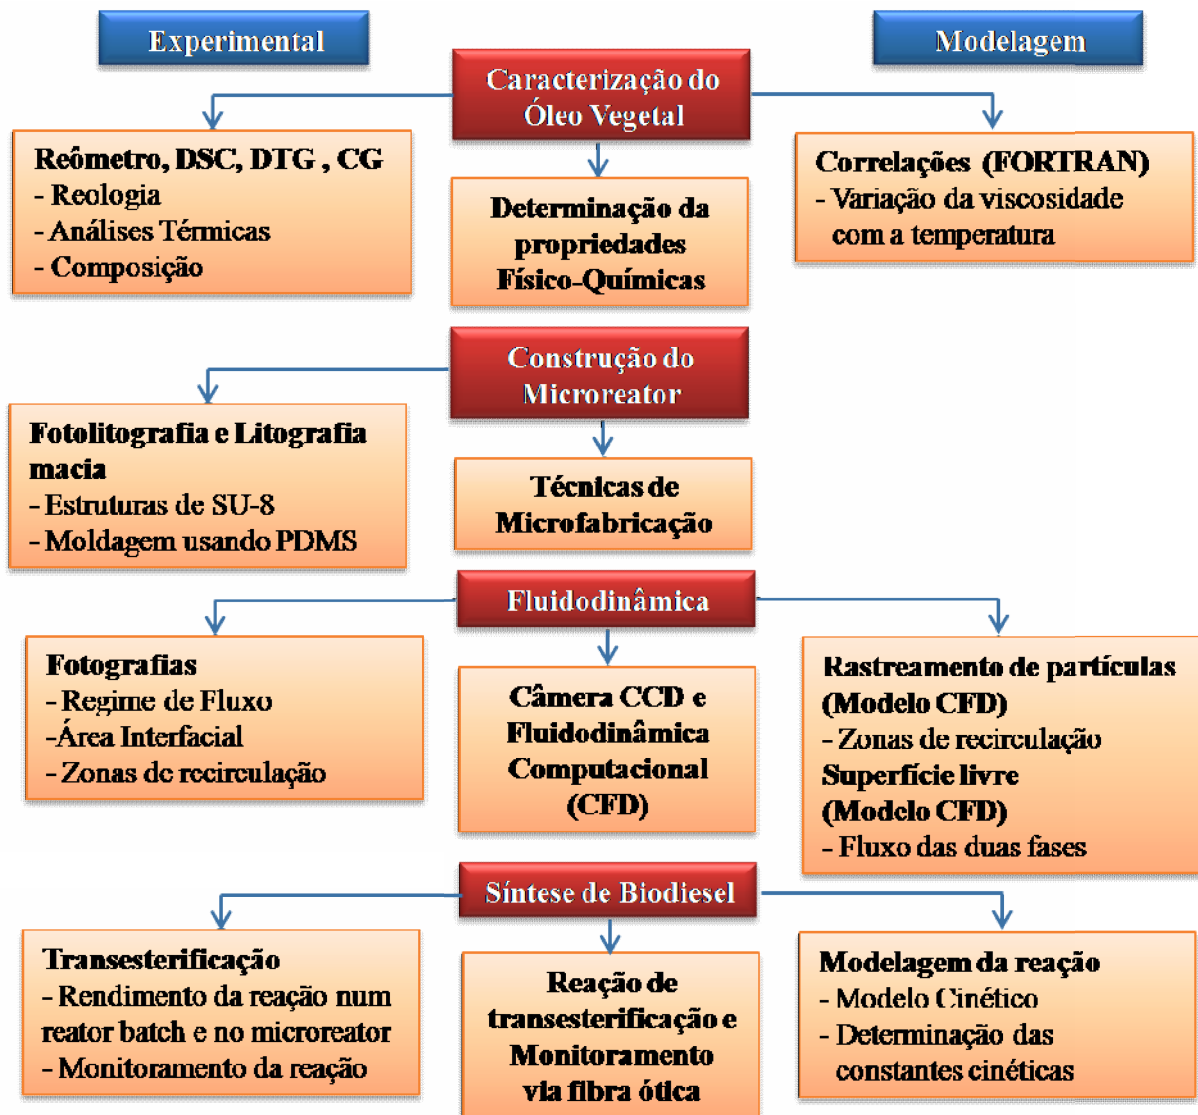 Experimental
Modelagem
Caracterização do
Óleo Vegetal
Reômetro, DSC, DTG , CG
- Reologia
- Análises Térmicas
- Composição
Determinação da
propriedades
Físico-Químicas
Correlações (FORTRAN)
- Variação da viscosidade
com a temperatura
Construção do
Microreator
Fotolitografia e Litografia
macia
- Estruturas de SU-8
- Moldagem usando PDMS
Técnicas de
Microfabricação
Fluidodinâmica
Fotografias
- Regime de Fluxo
-Área Interfacial
- Zonas de recirculação
Câmera CCD e
Fluidodinâmica
Computacional
(CFD)
Rastreamento de partículas
(Modelo CFD)
- Zonas de recirculação
Superfície livre
(Modelo CFD)
- Fluxo das duas fases
Síntese de Biodiesel
Transesterificação
- Rendimento da reação num
reator batch e no microreator
- Monitoramento da reação
Reação de
transesterificação e
Monitoramento
via fibra ótica
Modelagem da reação
- Modelo Cinético
- Determinação das
constantes cinéticas